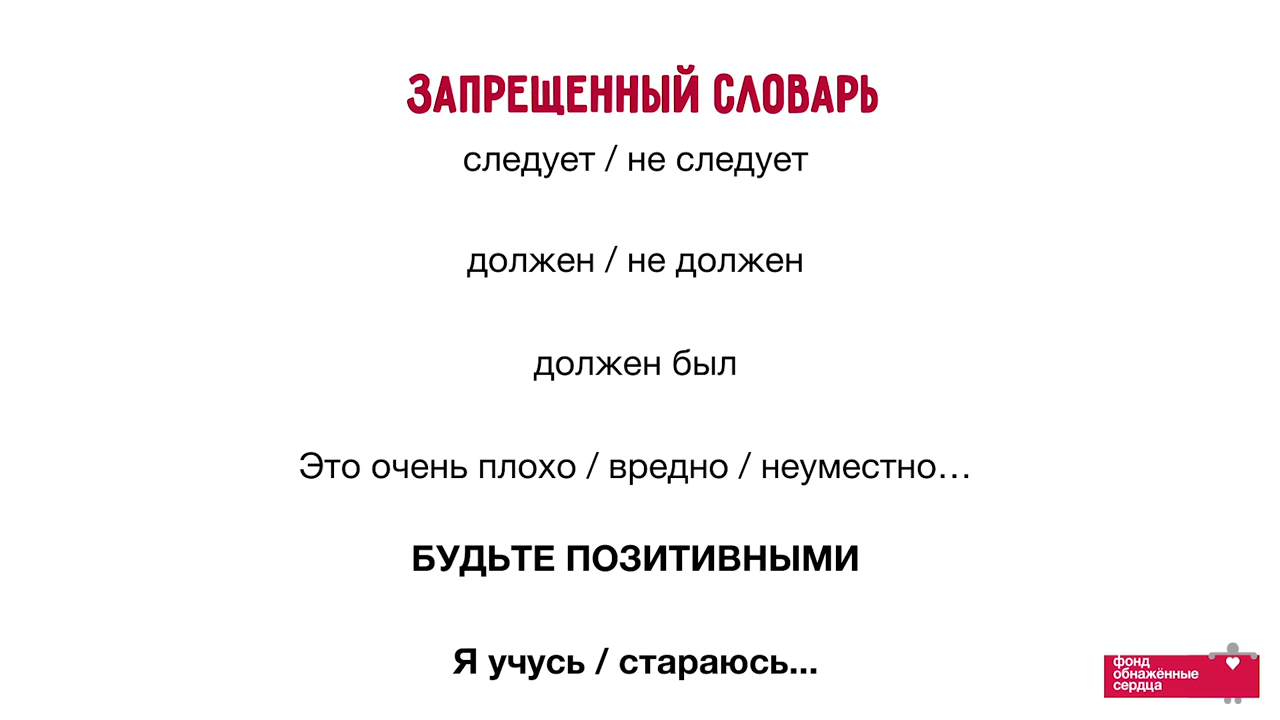 ЗАПРЕЩЕННЫЙ СЛОВАРЬ
следует / не следует
должен / не должен
должен был
Это очень плохо / вредно / неуместно…
БУДЬТЕ ПОЗИТИВНЫМИ
Я учусь / стараюсь...
фонд
обнажённые
сердца